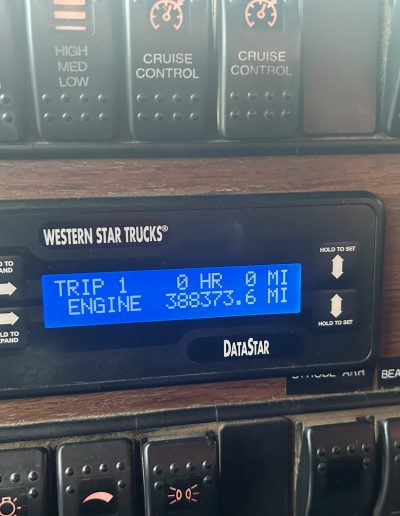 HIGH
MED
LOW
CRUISE
CONTROL
CRUISE
CONTROL
WESTERN STAR TRUCKS®
HOLD TO SET
TRIP 1 0 HR 0 MI
ENGINE 388373.6 MI
HOLD TO SET
DATASTAR